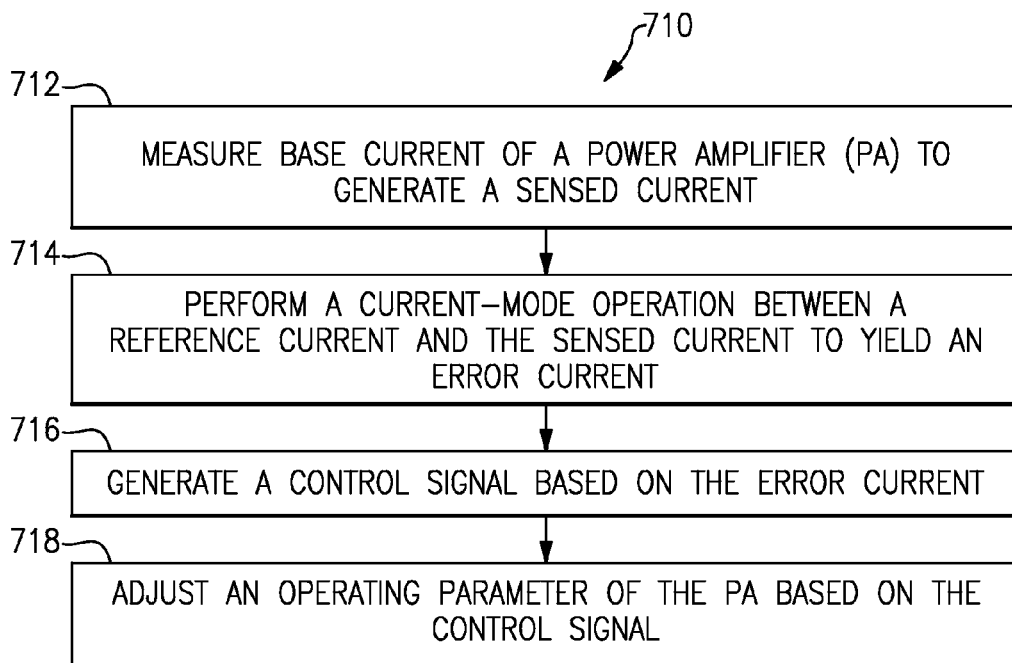 710
712
MEASURE BASE CURRENT OF A POWER AMPLIFIER (PA) TO
GENERATE A SENSED CURRENT
714
PERFORM A CURRENT-MODE OPERATION BETWEEN A
REFERENCE CURRENT AND THE SENSED CURRENT TO YIELD AN
ERROR CURRENT
716
GENERATE A CONTROL SIGNAL BASED ON THE ERROR CURRENT
718
ADJUST AN OPERATING PARAMETER OF THE PA BASED ON THE
CONTROL SIGNAL